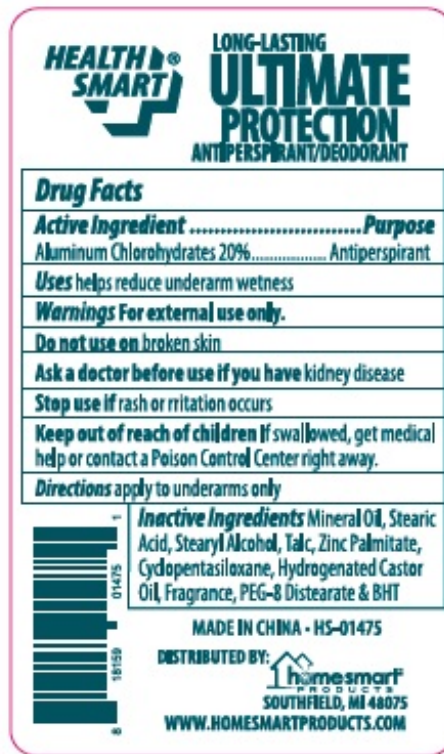 HEALTH ®
SMART
LONG-LASTING
ULTIMATE
PROTECTION
ANTIPERSPIRANT/DEODORANT
Drug Facts
Active Ingredient ............................. Purpose
Aluminum Chlorohydrates 20%................... Antiperspirant
Uses helps reduce underarm wetness
Warnings For external use only.
Do not use on broken skin
Ask a doctor before use if you have kidney disease
Stop use if rash or rritation occurs
Keep out of reach of children If swallowed, get medical
help or contact a Poison Control Center right away.
Directions apply to underarms only
Inactive Ingredients Mineral Oil, Stearic
Acid, Stearyl Alcohol, Talc, Zinc Palmitate,
Cyclopentasiloxane, Hydrogenated Castor
Oil, Fragrance, PEG-8 Distearate & BHT
8 18159 01475 1
MADE IN CHINA - HS-01475
DISTRIBUTED BY:
homesmart
PRODUCTS
SOUTHFIELD, MI 48075
WWW.HOMESMARTPRODUCTS.COM